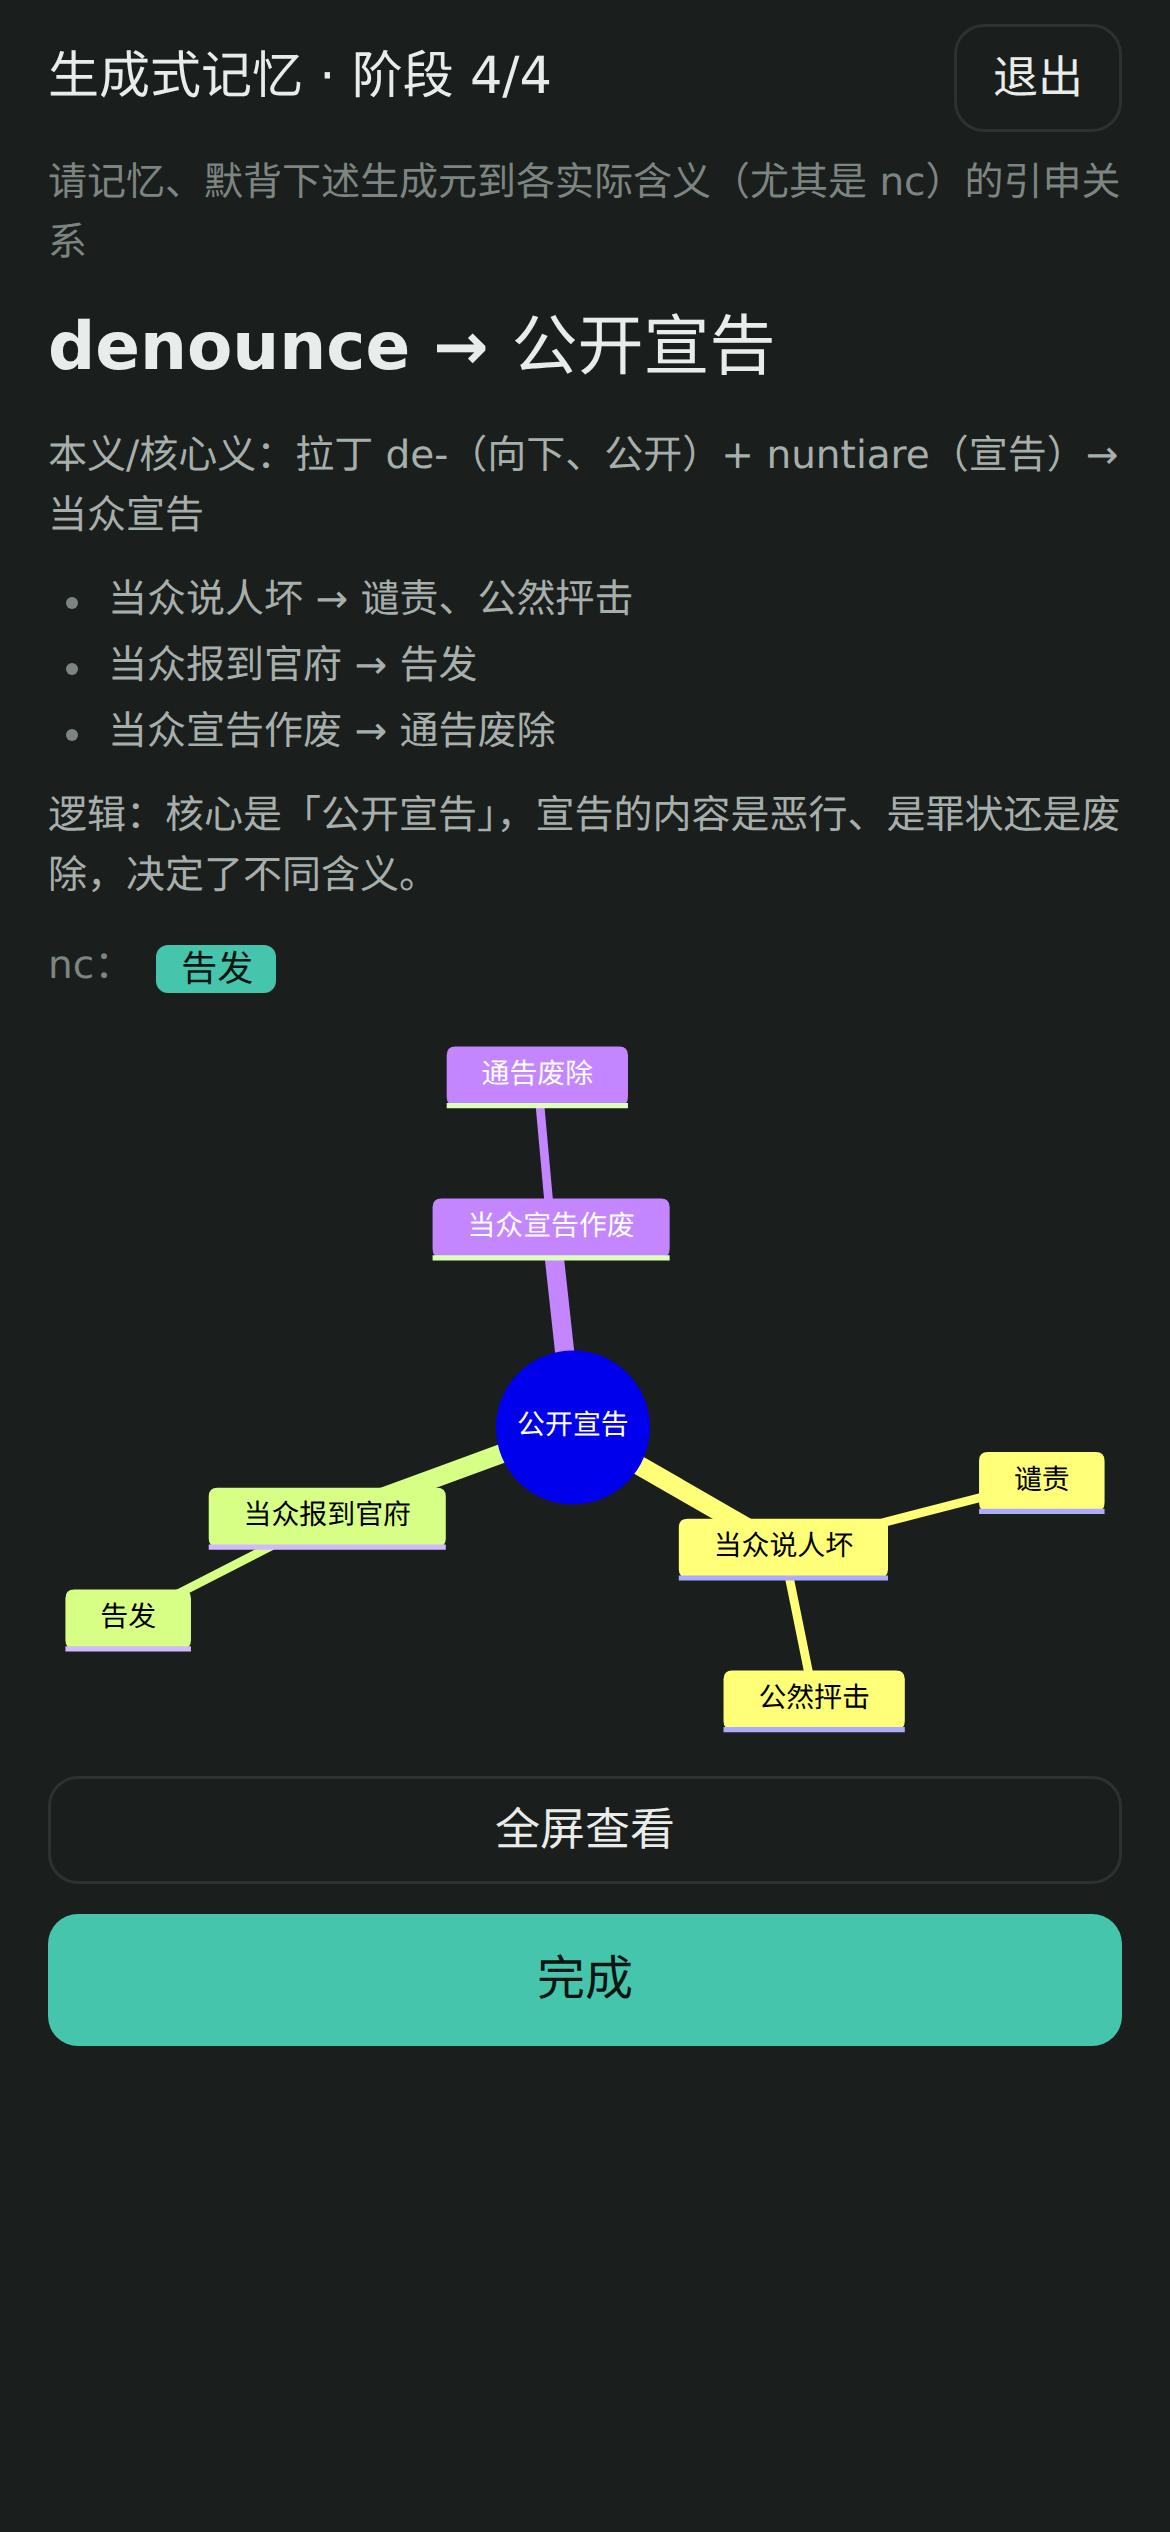 生成式记忆 · 阶段 4/4
退出
请记忆、默背下述生成元到各实际含义（尤其是 nc）的引申关
系
denounce → 公开宣告
本义/核心义：拉丁 de-（向下、公开）+ nuntiare（宣告）→
当众宣告
当众说人坏 → 谴责、公然抨击
当众报到官府 → 告发
当众宣告作废 → 通告废除
逻辑：核心是「公开宣告」，宣告的内容是恶行、是罪状还是废
除，决定了不同含义。
nc：
告发
通告废除
当众宣告作废
公开宣告
谴责
当众报到官府
当众说人坏
告发
公然抨击
全屏查看
完成